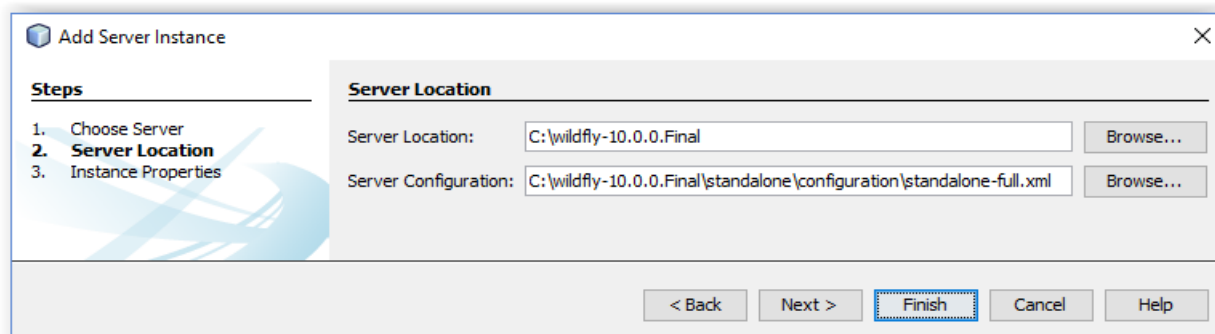 Add Server Instance
Steps
1. Choose Server
2. Server Location
3. Instance Properties
Server Location
Server Location: C:\wildfly-10.0.0.Final Browse...
Server Configuration: C:\wildfly-10.0.0.Final\standalone\configuration\standalone-full.xml Browse...
< Back Next > Finish Cancel Help